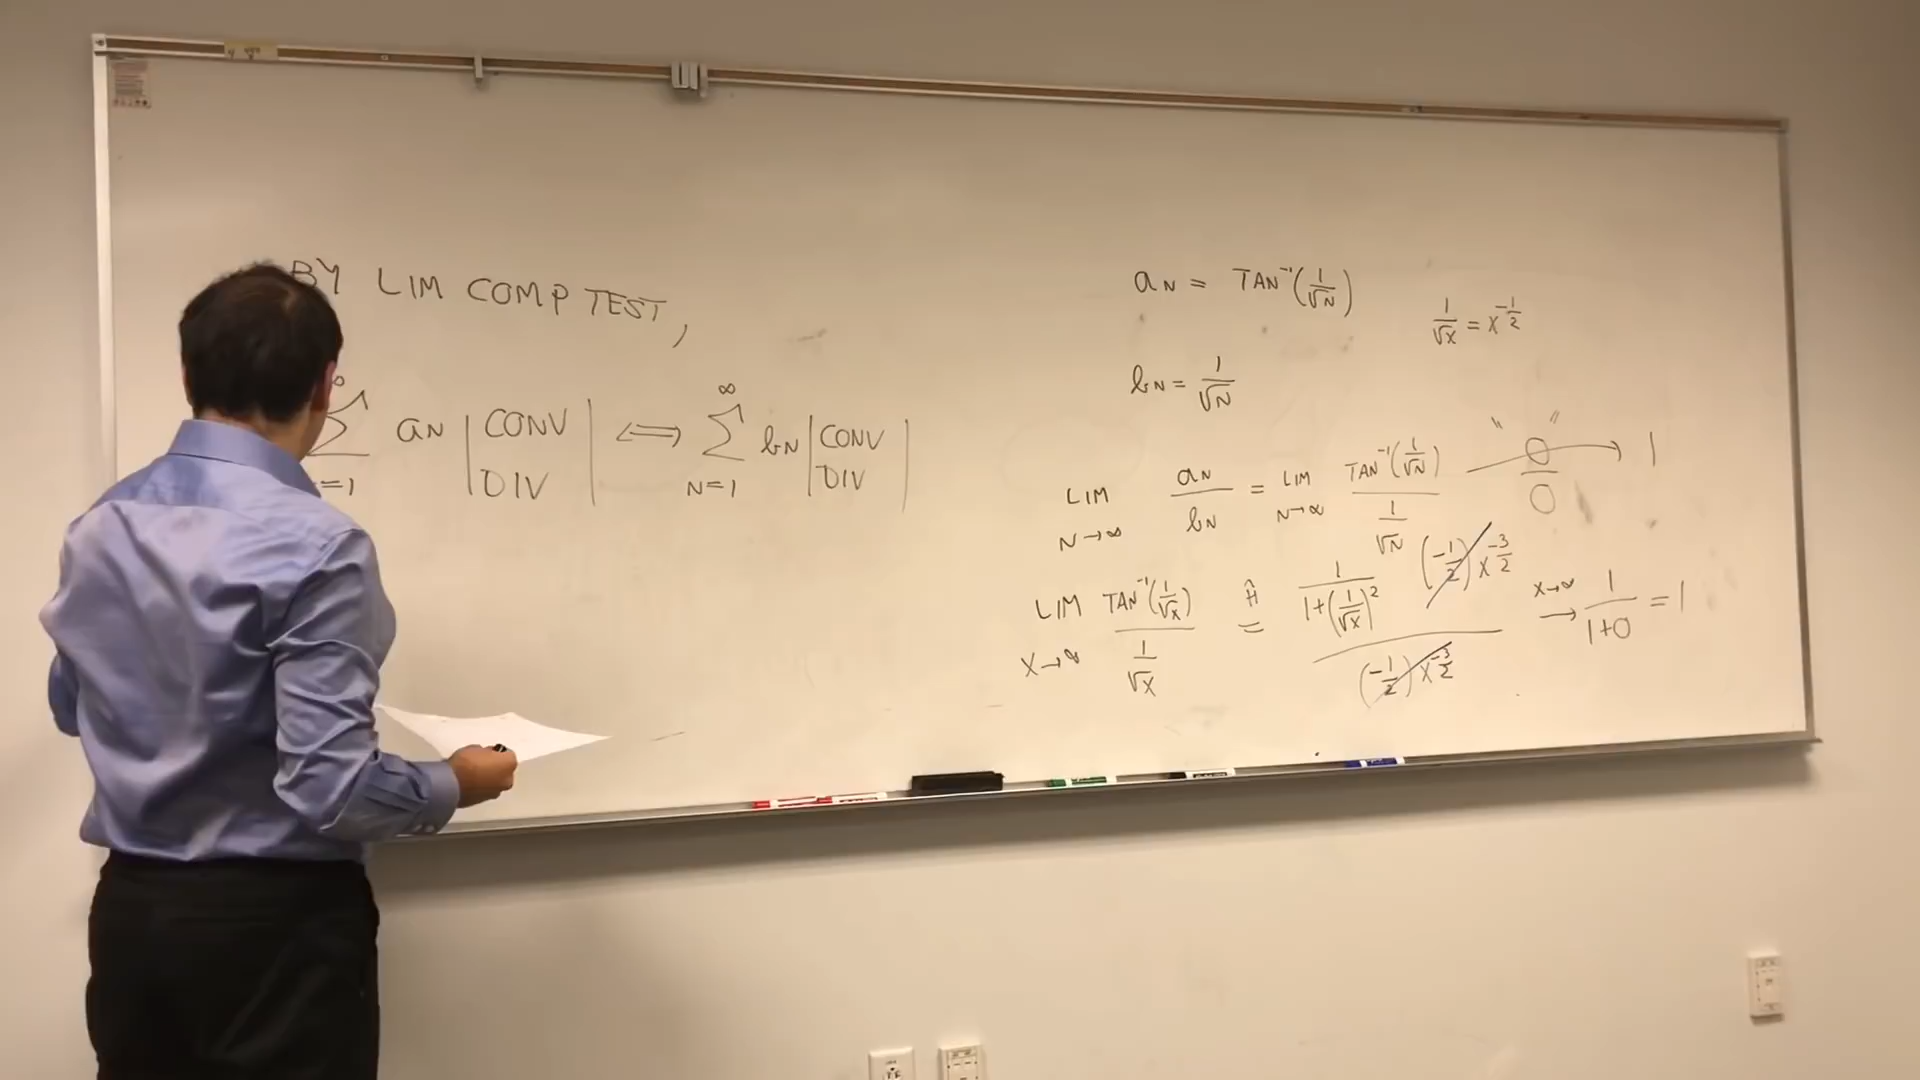 BY LIM COMP TEST,
∞ ∑ =1 aN | CONV DIV | ⟺ ∞ ∑ N=1 bN | CONV DIV |
aN = TAN⁻¹(1/√N)
1/√x = x^(-1/2)
bN = 1/√N
LIM N→∞ aN/bN = LIM N→∞ TAN⁻¹(1/√N) / (1/√N) "0/0" → 1
LIM X→∞ TAN⁻¹(1/√x) / (1/√x) Ĥ= 1/(1+(1/√x)²) (-1/2) x^(-3/2) / (-1/2) x^(-3/2) x→∞ → 1/(1+0) = 1